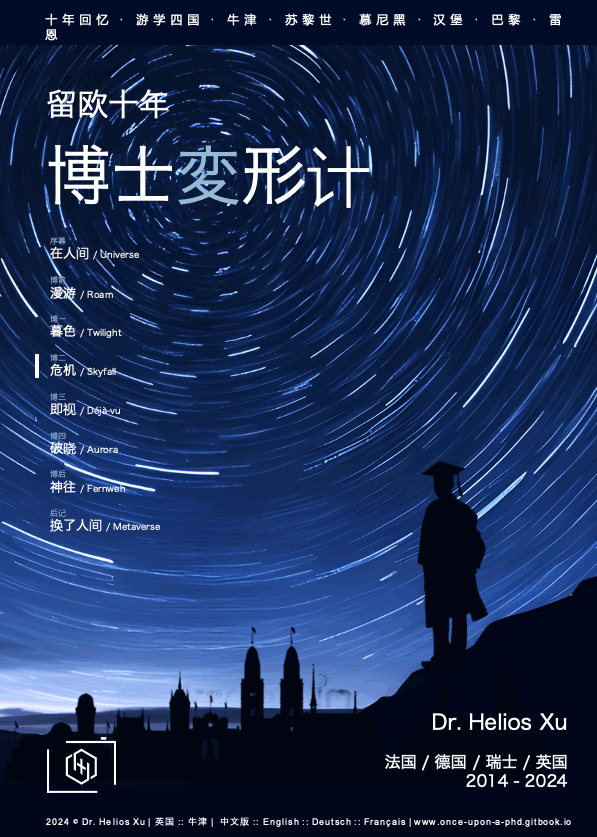 十年回忆 · 游学四国 · 牛津 · 苏黎世 · 慕尼黑 · 汉堡 · 巴黎 · 雷
恩
留欧十年
博士変形计
序幕
在人间 / Universe
博前
漫游 / Roam
博一
暮色 / Twilight
博二
危机 / Skyfall
博三
即视 / Déjà-vu
博四
破晓 / Aurora
博后
神往 / Fernweh
后记
换了人间 / Metaverse
Dr. Helios Xu
法国 / 德国 / 瑞士 / 英国
2014 - 2024
2024 © Dr. Helios Xu | 英国 :: 牛津 | 中文版 :: English :: Deutsch :: Français | www.once-upon-a-phd.gitbook.io